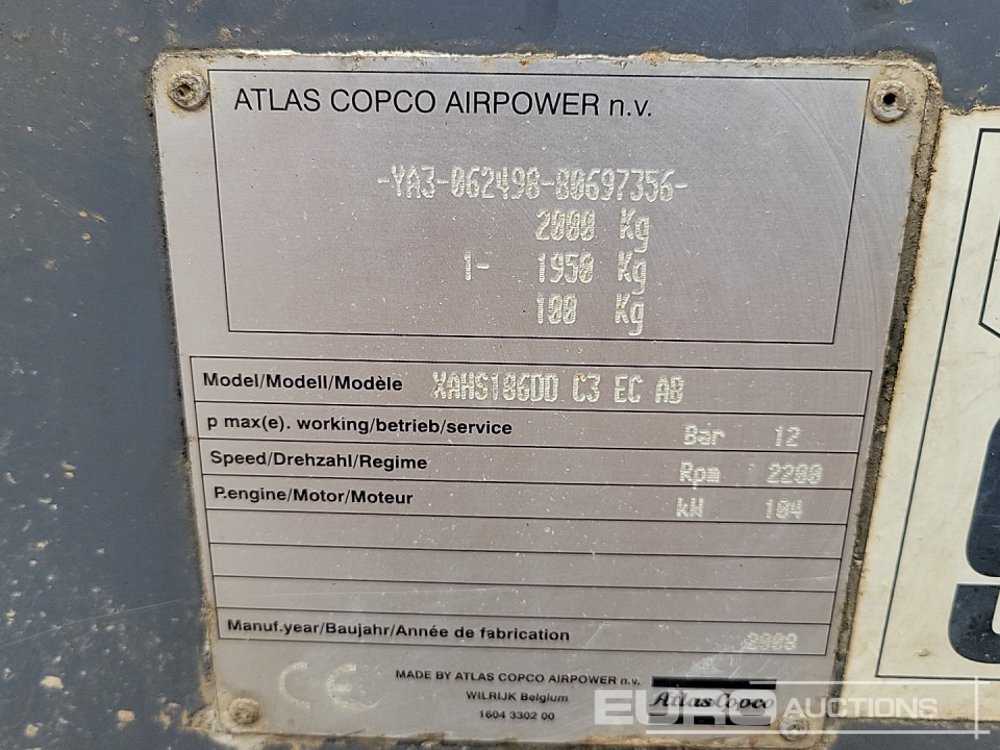 ATLAS COPCO AIRPOWER n.v.
-YA3-062498-80697356-
2000 Kg
1- 1950 Kg
100 Kg
Model/Modell/Modèle XAHS186DD C3 EC AB
p max(e). working/betrieb/service Bar 12
Speed/Drehzahl/Regime Rpm 2200
P.engine/Motor/Moteur kW 104
Manuf.year/Baujahr/Année de fabrication 2009
CE
MADE BY ATLAS COPCO AIRPOWER n.v.
WILRIJK Belgium
1604 3302 00
Atlas Copco
EURO AUCTIONS